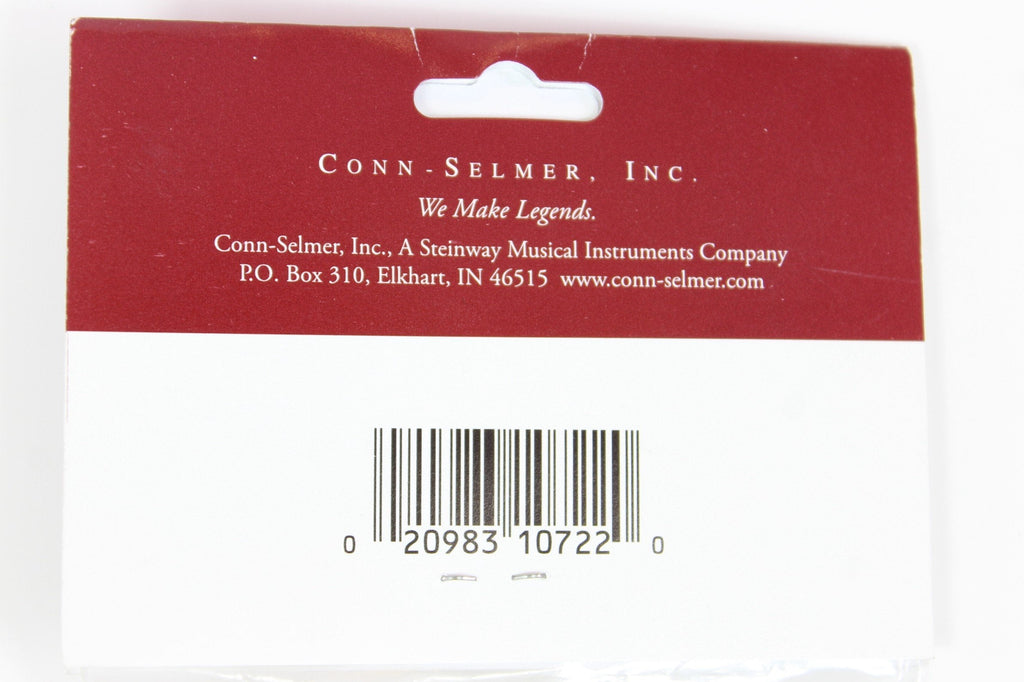 CONN-SELMER, INC.
We Make Legends.
Conn-Selmer, Inc., A Steinway Musical Instruments Company
P.O. Box 310, Elkhart, IN 46515 www.conn-selmer.com
0 20983 10722 0